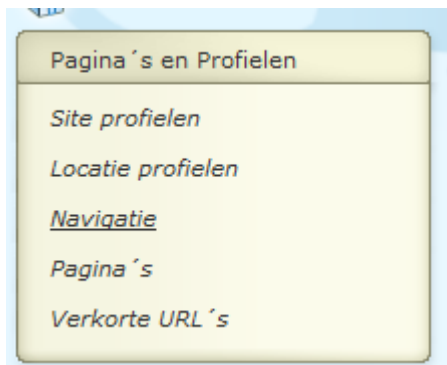 Pagina´s en Profielen
Site profielen
Locatie profielen
Navigatie
Pagina´s
Verkorte URL´s